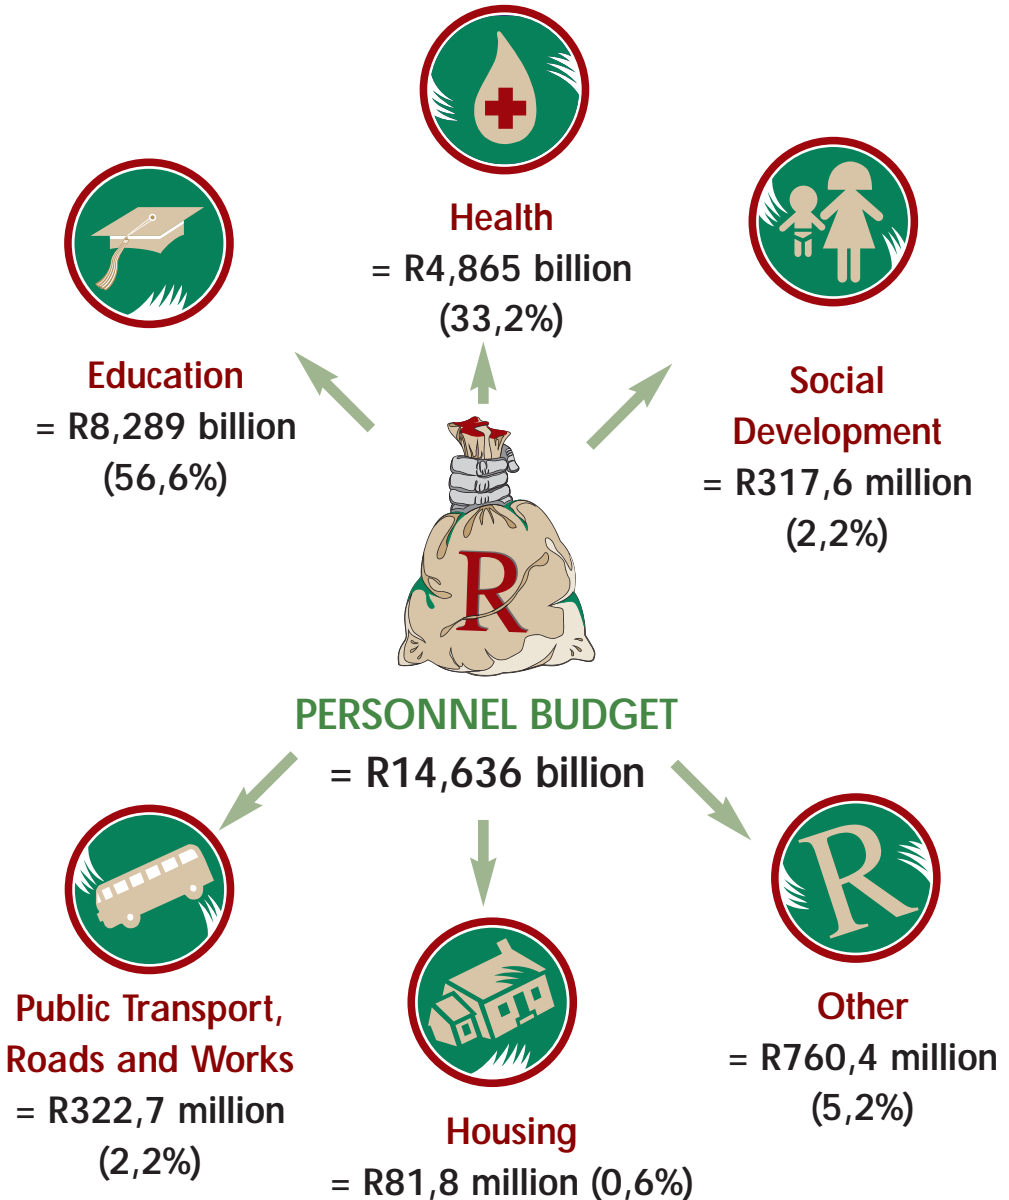 Health
= R4,865 billion
(33,2%)
Education
= R8,289 billion
(56,6%)
Social
Development
= R317,6 million
(2,2%)
R
PERSONNEL BUDGET
= R14,636 billion
R
Public Transport,
Roads and Works
= R322,7 million
(2,2%)
Housing
= R81,8 million (0,6%)
Other
= R760,4 million
(5,2%)